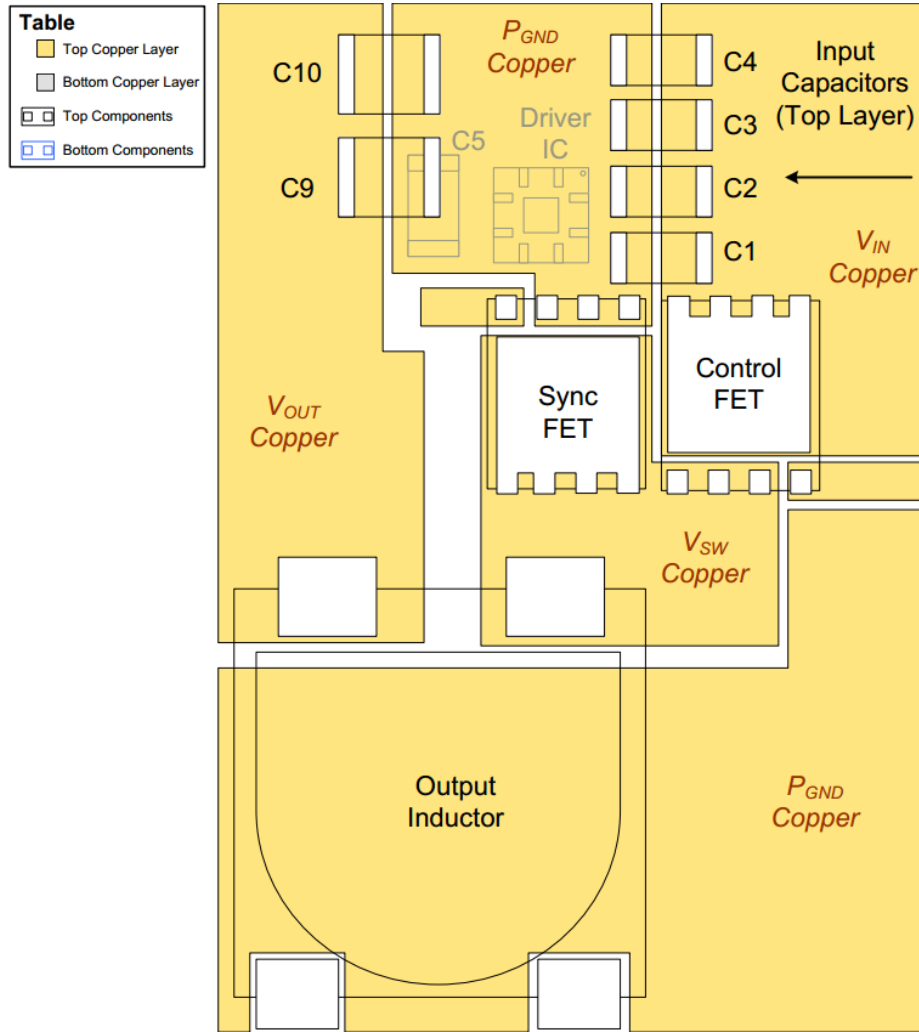 Table
Top Copper Layer
Bottom Copper Layer
Top Components
Bottom Components
C10
PGND
Copper
C4
Input
Capacitors
(Top Layer)
C3
Driver
IC
C5
C9
C2
C1
VIN
Copper
Sync
FET
Control
FET
VOUT
Copper
VSW
Copper
Output
Inductor
PGND
Copper